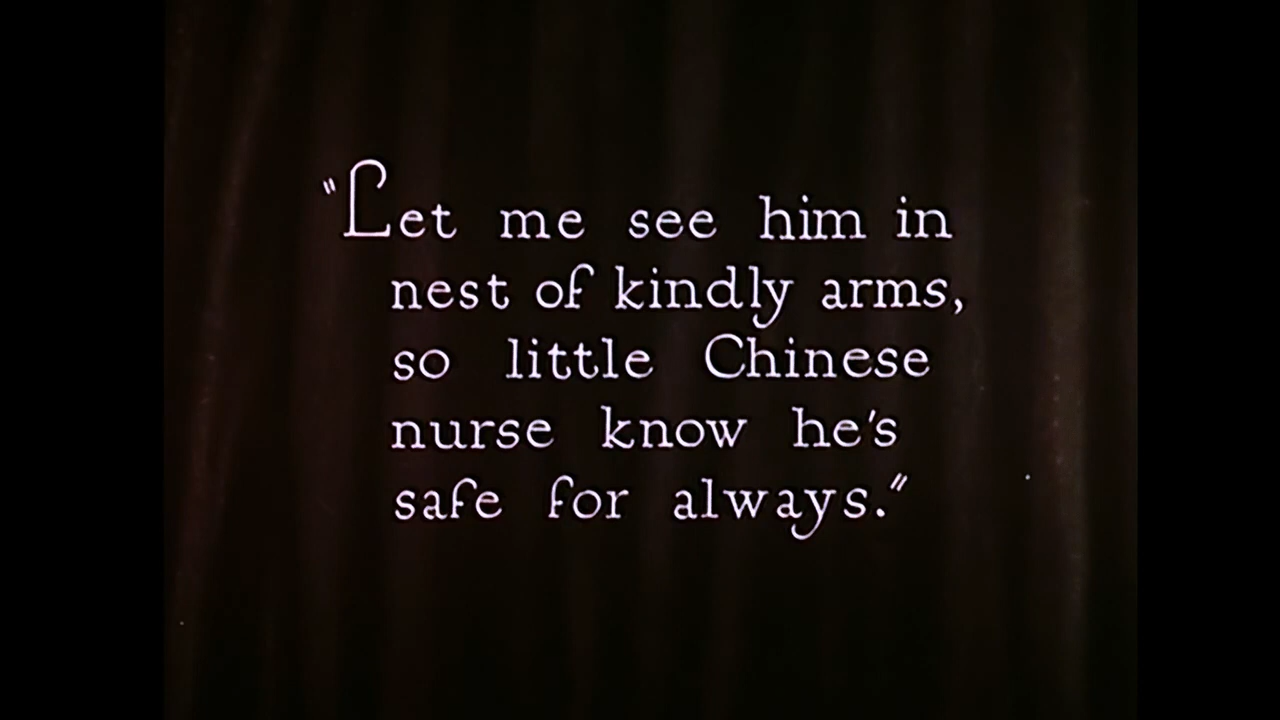 "Let me see him in
nest of kindly arms,
so little Chinese
nurse know he's
safe for always."